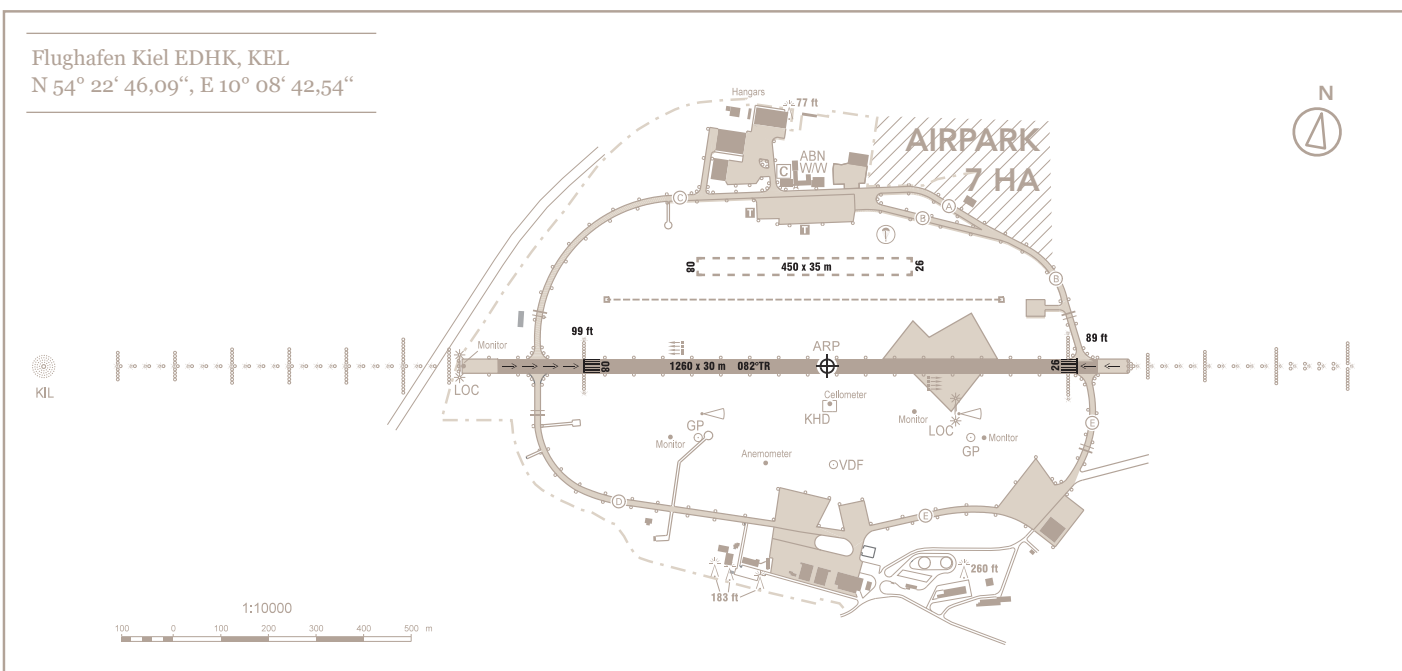 Flughafen Kiel EDHK, KEL
N 54° 22‘ 46,09“, E 10° 08‘ 42,54“
N
Hangars
77 ft
AIRPARK
7 HA
ABN
W/W
C
C
A
B
T
T
B
80
450 x 35 m
26
99 ft
89 ft
Monitor
ARP
08
1260 x 30 m 082°TR
26
KIL
LOC
Cellometer
KHD
GP
Monitor
Monitor
LOC
E
GP
Monitor
Anemometer
VDF
D
E
260 ft
183 ft
1:10000
100 0 100 200 300 400 500 m